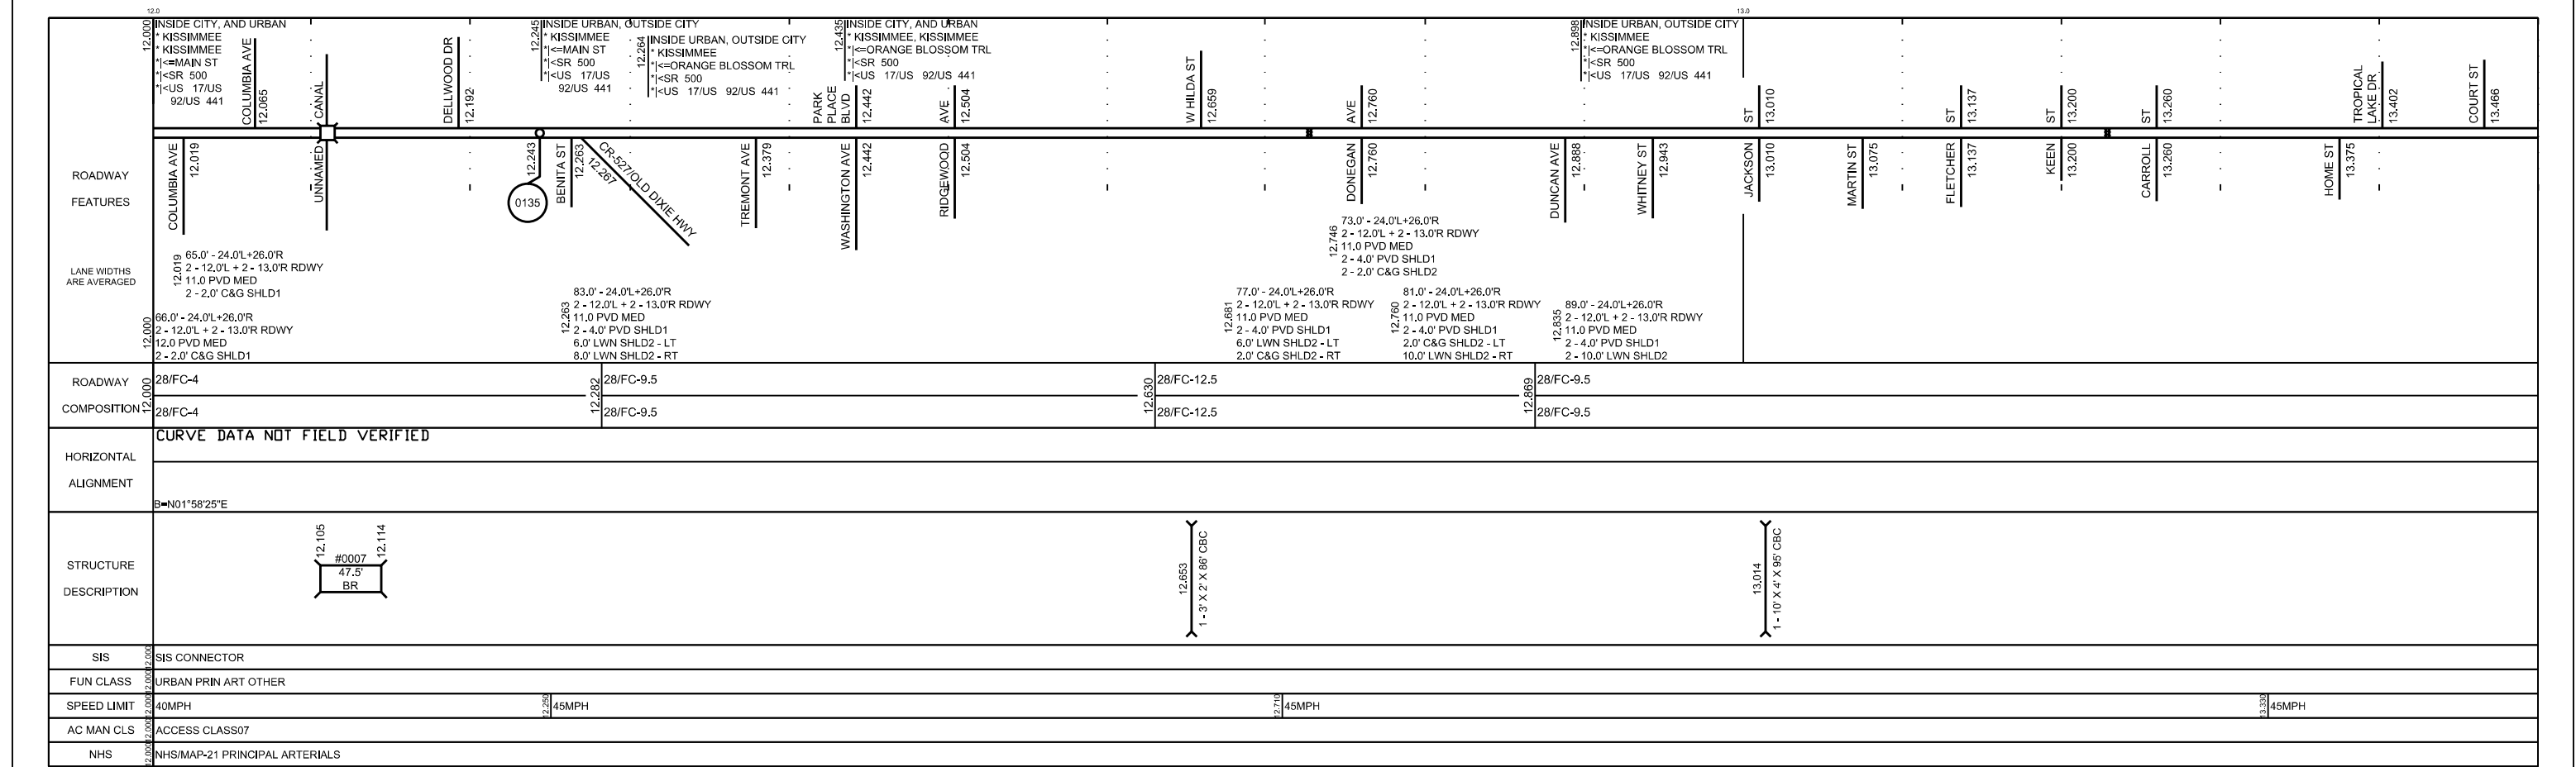 12.0
13.0
12.000
INSIDE CITY, AND URBAN
* KISSIMMEE
* KISSIMMEE
*|<=MAIN ST
*|<SR 500
*|<US 17/US
92/US 441
COLUMBIA AVE
12.065
CANAL
DELLWOOD DR
12.192
12.245
INSIDE URBAN, OUTSIDE CITY
* KISSIMMEE
*|<=MAIN ST
*|<SR 500
*|<US 17/US
92/US 441
12.264
INSIDE URBAN, OUTSIDE CITY
* KISSIMMEE
*|<=ORANGE BLOSSOM TRL
*|<SR 500
*|<US 17/US 92/US 441
12.435
INSIDE CITY, AND URBAN
* KISSIMMEE, KISSIMMEE
*|<=ORANGE BLOSSOM TRL
*|<SR 500
*|<US 17/US 92/US 441
PARK
PLACE
BLVD
12.442
AVE
12.504
W HILDA ST
12.659
AVE
12.760
12.898
INSIDE URBAN, OUTSIDE CITY
* KISSIMMEE
*|<=ORANGE BLOSSOM TRL
*|<SR 500
*|<US 17/US 92/US 441
ST
13.010
ST
13.137
ST
13.200
ST
13.260
TROPICAL
LAKE DR
13.402
COURT ST
13.466
ROADWAY
FEATURES
COLUMBIA AVE
12.019
UNNAMED
12.243
0135
BENITA ST
12.263
CR-527/OLD DIXIE HWY
12.267
TREMONT AVE
12.379
WASHINGTON AVE
12.442
RIDGEWOOD
12.504
DONEGAN
12.760
DUNCAN AVE
12.888
WHITNEY ST
12.943
JACKSON
13.010
MARTIN ST
13.075
FLETCHER
13.137
KEEN
13.200
CARROLL
13.260
HOME ST
13.375
LANE WIDTHS
ARE AVERAGED
12.019
65.0' - 24.0'L+26.0'R
2 - 12.0'L + 2 - 13.0'R RDWY
11.0 PVD MED
2 - 2.0' C&G SHLD1
12.000
66.0' - 24.0'L+26.0'R
2 - 12.0'L + 2 - 13.0'R RDWY
12.0 PVD MED
2 - 2.0' C&G SHLD1
12.263
83.0' - 24.0'L+26.0'R
2 - 12.0'L + 2 - 13.0'R RDWY
11.0 PVD MED
2 - 4.0' PVD SHLD1
6.0' LWN SHLD2 - LT
8.0' LWN SHLD2 - RT
12.746
73.0' - 24.0'L+26.0'R
2 - 12.0'L + 2 - 13.0'R RDWY
11.0 PVD MED
2 - 4.0' PVD SHLD1
2 - 2.0' C&G SHLD2
12.681
77.0' - 24.0'L+26.0'R
2 - 12.0'L + 2 - 13.0'R RDWY
11.0 PVD MED
2 - 4.0' PVD SHLD1
6.0' LWN SHLD2 - LT
2.0' C&G SHLD2 - RT
12.760
81.0' - 24.0'L+26.0'R
2 - 12.0'L + 2 - 13.0'R RDWY
11.0 PVD MED
2 - 4.0' PVD SHLD1
2.0' C&G SHLD2 - LT
10.0' LWN SHLD2 - RT
12.835
89.0' - 24.0'L+26.0'R
2 - 12.0'L + 2 - 13.0'R RDWY
11.0 PVD MED
2 - 4.0' PVD SHLD1
2 - 10.0' LWN SHLD2
ROADWAY
COMPOSITION
12.000
28/FC-4
28/FC-4
12.282
28/FC-9.5
28/FC-9.5
12.630
28/FC-12.5
28/FC-12.5
12.869
28/FC-9.5
28/FC-9.5
HORIZONTAL
ALIGNMENT
CURVE DATA NOT FIELD VERIFIED
B=N01°58'25"E
STRUCTURE
DESCRIPTION
12.105
12.114
#0007
47.5'
BR
12.653
1 - 3' X 2' X 86' CBC
13.014
1 - 10' X 4' X 95' CBC
SIS
12.000
SIS CONNECTOR
FUN CLASS
12.000
URBAN PRIN ART OTHER
SPEED LIMIT
12.000
40MPH
12.250
45MPH
12.710
45MPH
13.330
45MPH
AC MAN CLS
12.000
ACCESS CLASS07
NHS
12.000
NHS/MAP-21 PRINCIPAL ARTERIALS